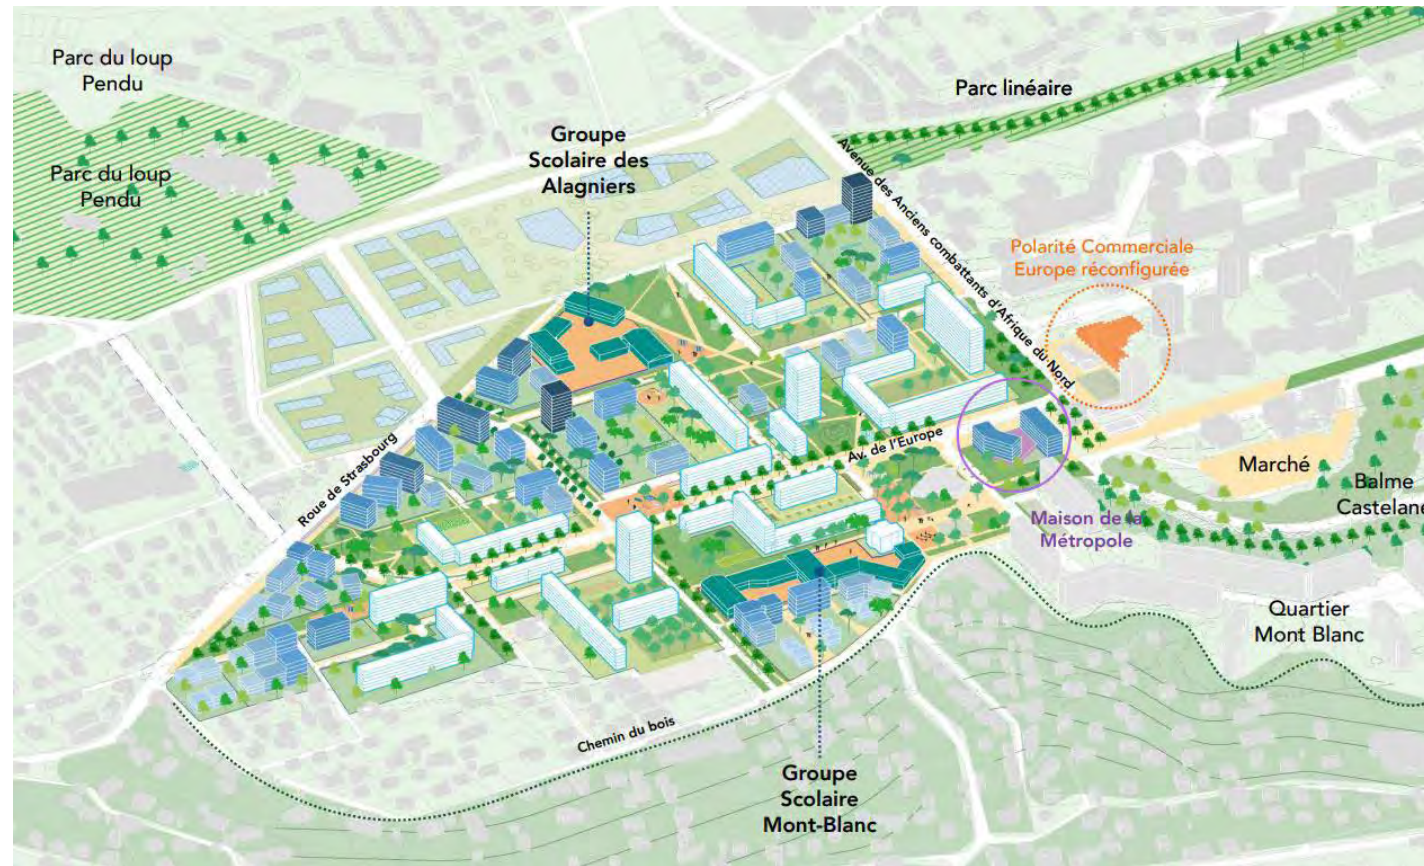 Parc du loup
Pendu
Parc linéaire
Groupe
Scolaire des
Alagniers
Avenue des Anciens combattants d'Afrique du Nord
Parc du loup
Pendu
Polarité Commerciale
Europe réconfigurée
Roue de Strasbourg
Av. de l'Europe
Marché
Balme
Castelane
Maison de la
Métropole
Quartier
Mont Blanc
Chemin du bois
Groupe
Scolaire
Mont-Blanc